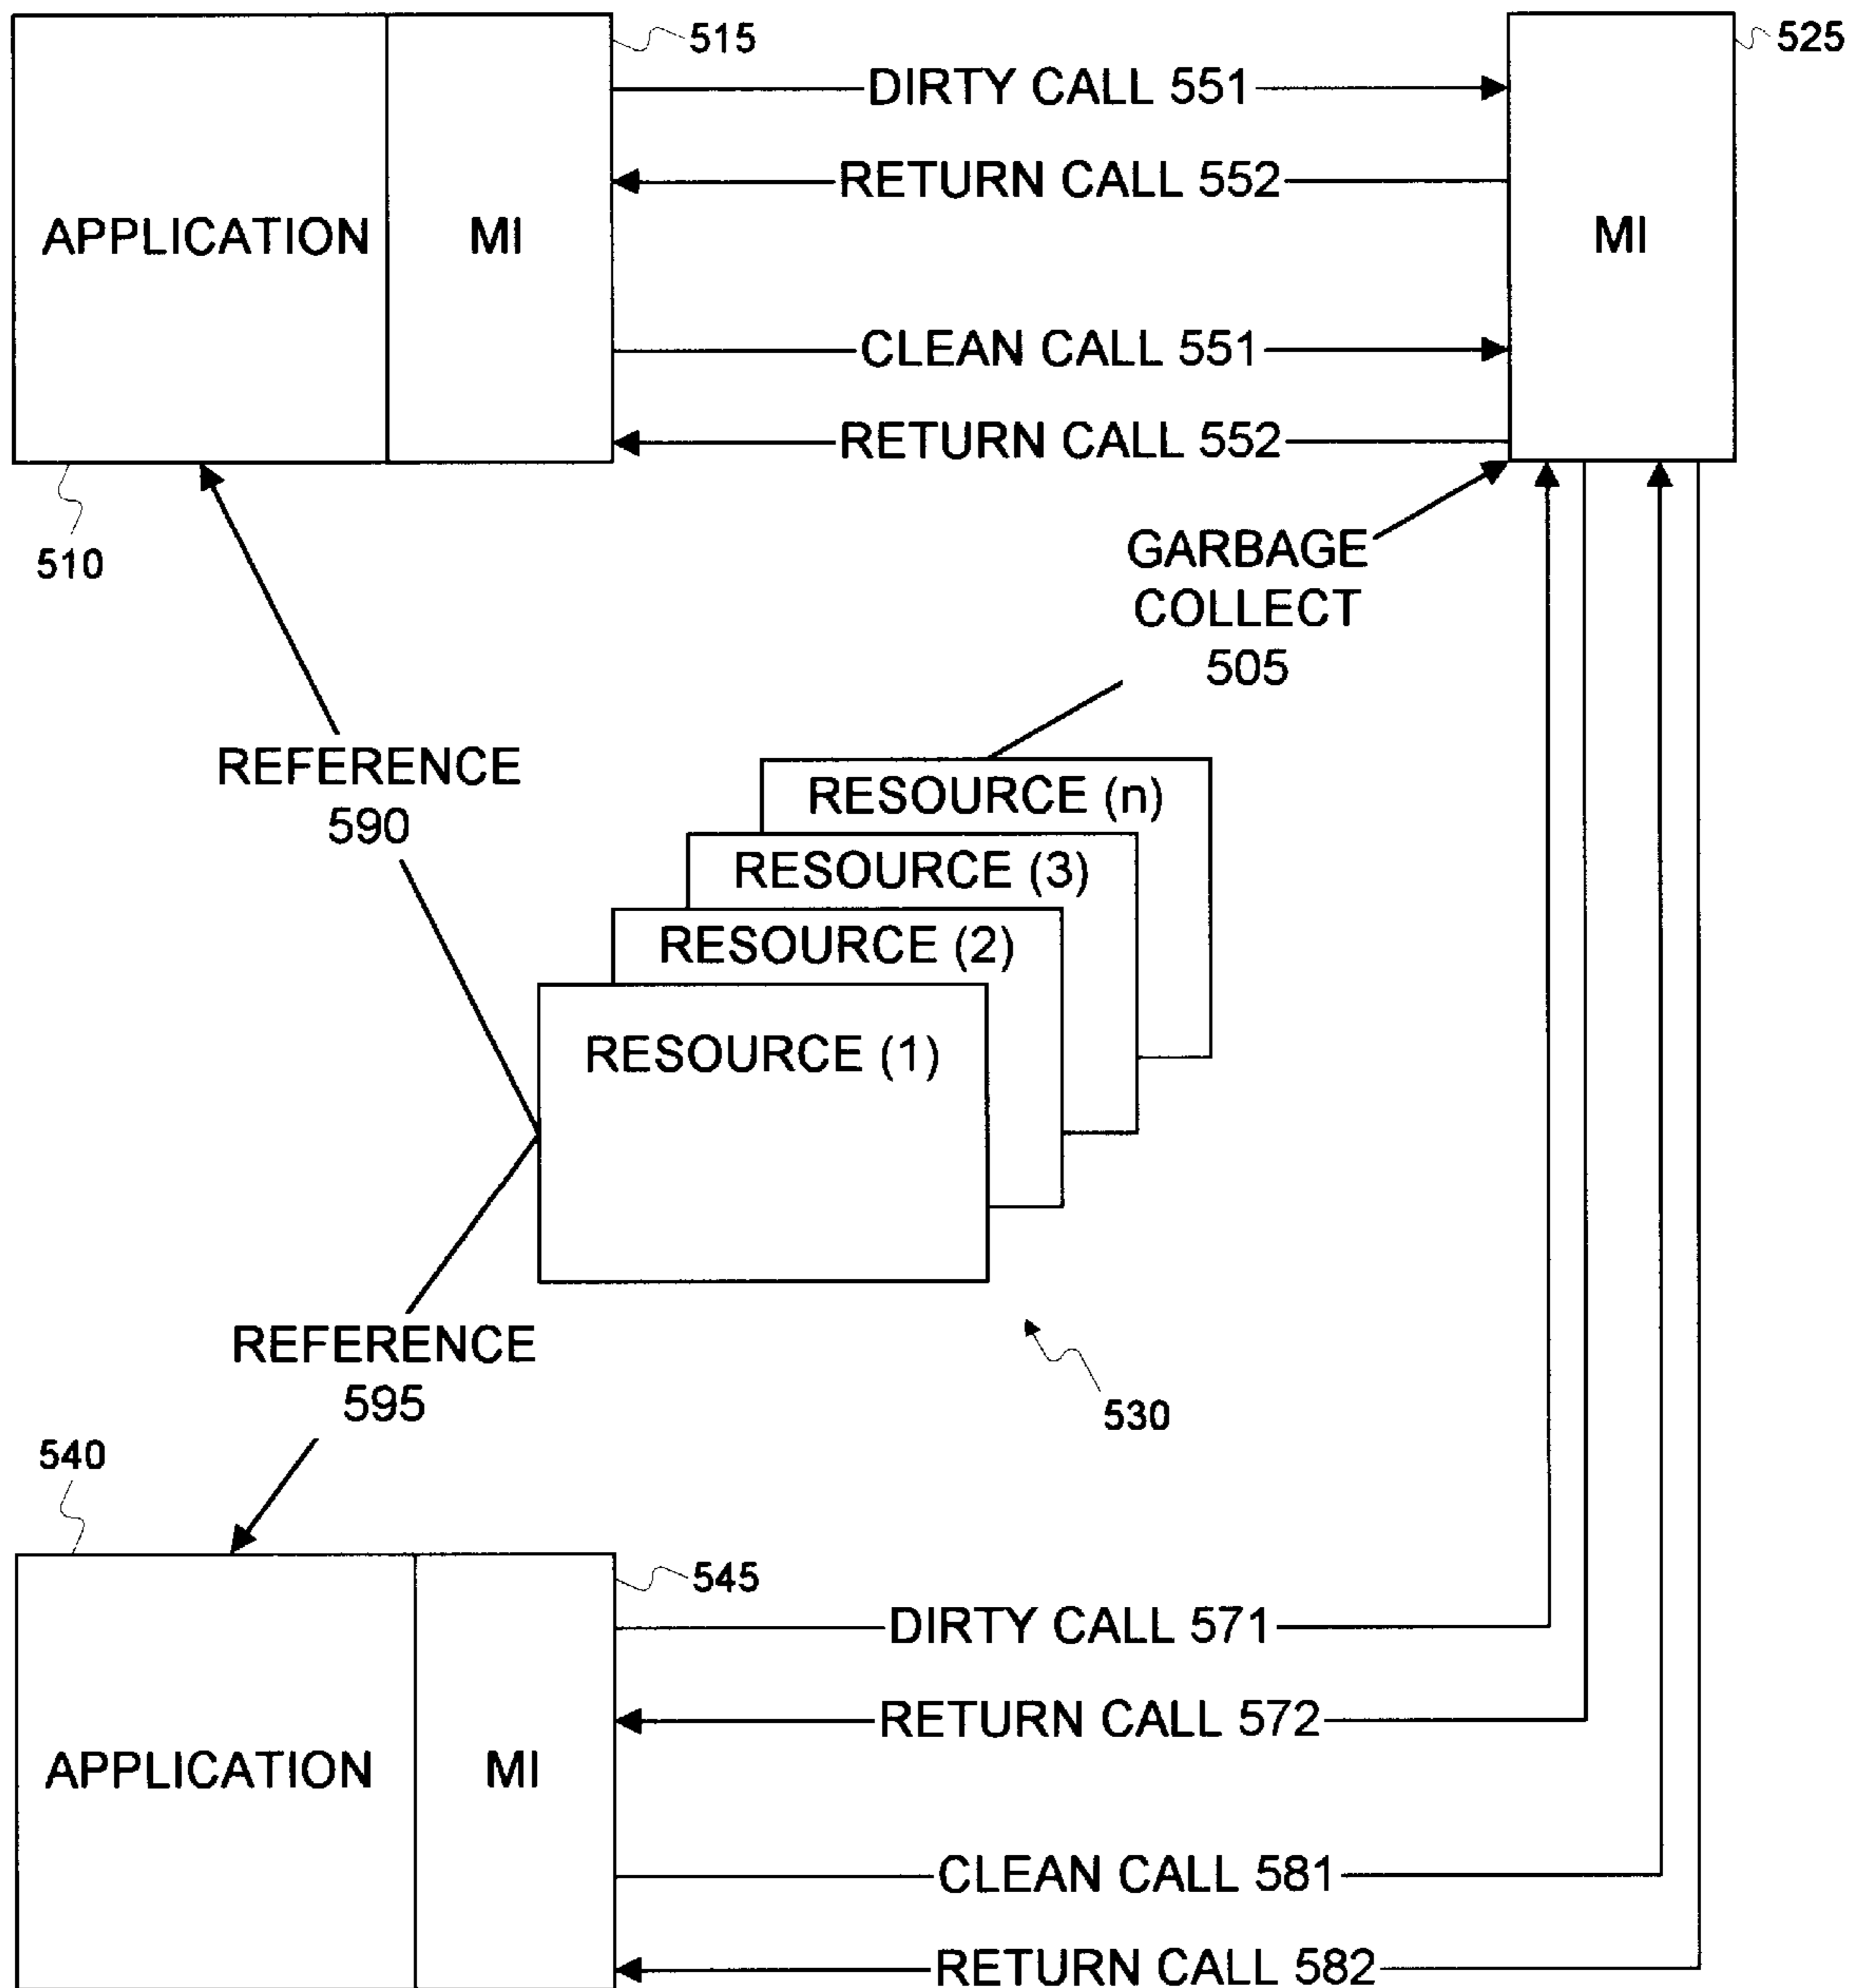 515
525
DIRTY CALL 551
RETURN CALL 552
APPLICATION
MI
MI
CLEAN CALL 551
RETURN CALL 552
510
GARBAGE
COLLECT
505
REFERENCE
590
RESOURCE (n)
RESOURCE (3)
RESOURCE (2)
RESOURCE (1)
REFERENCE
595
530
540
545
DIRTY CALL 571
RETURN CALL 572
APPLICATION
MI
CLEAN CALL 581
RETURN CALL 582